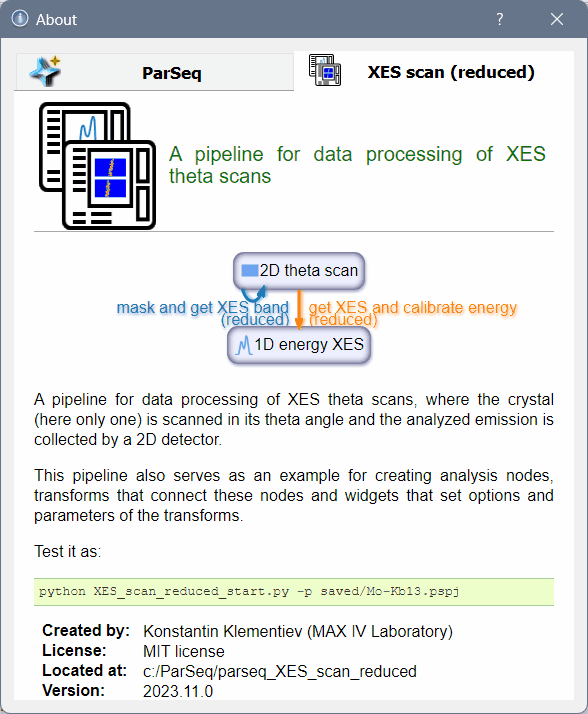 About
?
ParSeq
XES scan (reduced)
A pipeline for data processing of XES
theta scans
2D theta scan
mask and get XES band
(reduced)
get XES and calibrate energy
(reduced)
1D energy XES
A pipeline for data processing of XES theta scans, where the crystal
(here only one) is scanned in its theta angle and the analyzed emission is
collected by a 2D detector.
This pipeline also serves as an example for creating analysis nodes,
transforms that connect these nodes and widgets that set options and
parameters of the transforms.
Test it as:
python XES_scan_reduced_start.py -p saved/Mo-Kb13.pspj
Created by: Konstantin Klementiev (MAX IV Laboratory)
License: MIT license
Located at: c:/ParSeq/parseq_XES_scan_reduced
Version: 2023.11.0